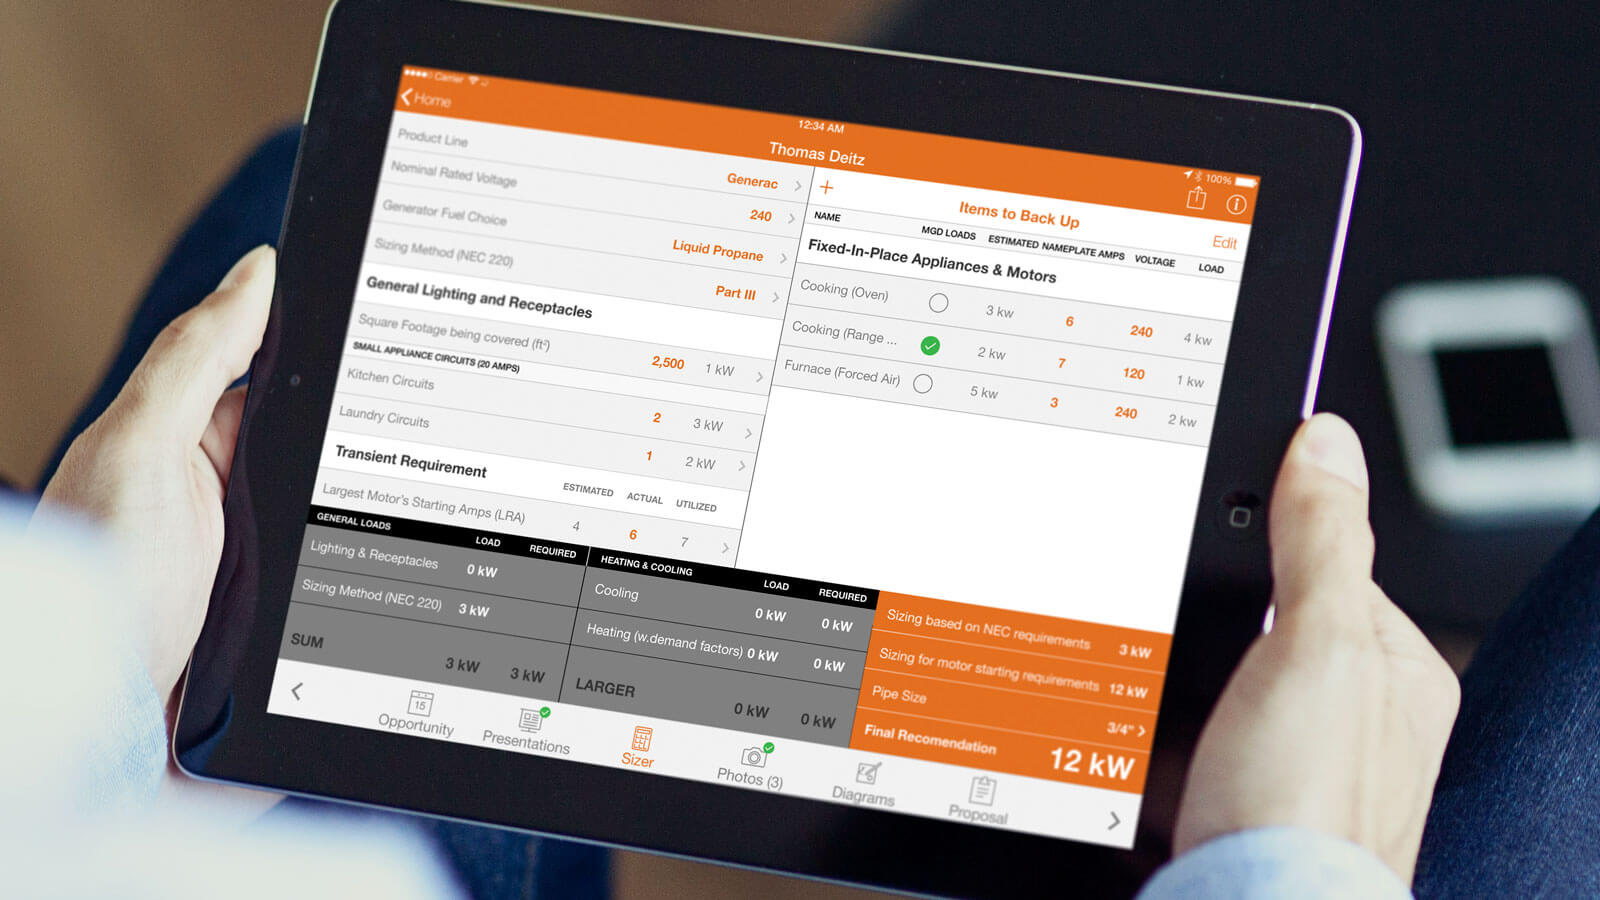 Carrier
12:34 AM
100%
Home
Thomas Deitz
Product Line
Generac
Nominal Rated Voltage
240
Generator Fuel Choice
Liquid Propane
Sizing Method (NEC 220)
Part III
General Lighting and Receptacles
Square Footage being covered (ft²) 2,500 1 kW
SMALL APPLIANCE CIRCUITS (20 AMPS)
Kitchen Circuits 2 3 kW
Laundry Circuits 1 2 kW
Transient Requirement ESTIMATED ACTUAL UTILIZED
Largest Motor's Starting Amps (LRA) 4 6 7
+ Items to Back Up Edit
NAME MGD LOADS ESTIMATED NAMEPLATE AMPS VOLTAGE LOAD
Fixed-In-Place Appliances & Motors
Cooking (Oven) 3 kw 6 240 4 kw
Cooking (Range ... 2 kw 7 120 1 kw
Furnace (Forced Air) 5 kw 3 240 2 kw
GENERAL LOADS LOAD REQUIRED
Lighting & Receptacles 0 kW
Sizing Method (NEC 220) 3 kW
SUM 3 kW 3 kW
HEATING & COOLING LOAD REQUIRED
Cooling 0 kW 0 kW
Heating (w.demand factors) 0 kW 0 kW
LARGER 0 kW 0 kW
Sizing based on NEC requirements 3 kW
Sizing for motor starting requirements 12 kW
Pipe Size 3/4"
Final Recomendation 12 kW
15
Opportunity
Presentations
Sizer
Photos (3)
Diagrams
Proposal